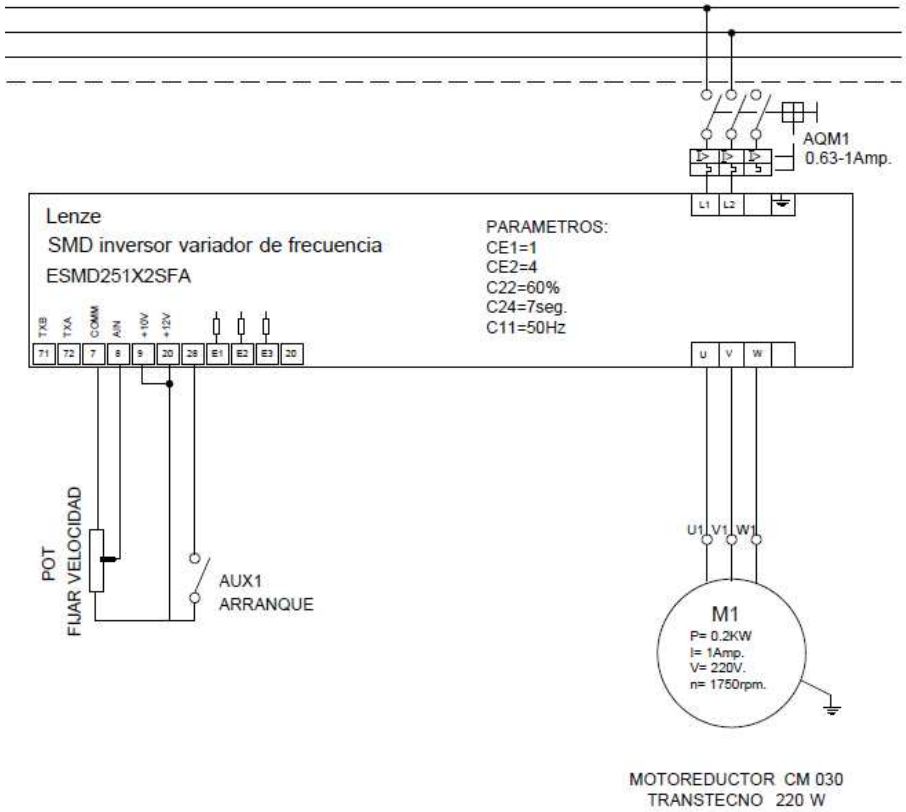 AQM1
0.63-1Amp.
I> I> I>
L1 L2
Lenze
SMD inversor variador de frecuencia
ESMD251X2SFA
PARAMETROS:
CE1=1
CE2=4
C22=60%
C24=7seg.
C11=50Hz
TXB TXA COMM AIN +10V +12V
71 72 7 8 9 20 28 E1 E2 E3 20
U V W
POT
FIJAR VELOCIDAD
AUX1
ARRANQUE
U1 V1 W1
M1
P= 0.2KW
I= 1Amp.
V= 220V.
n= 1750rpm.
MOTOREDUCTOR CM 030
TRANSTECNO 220 W